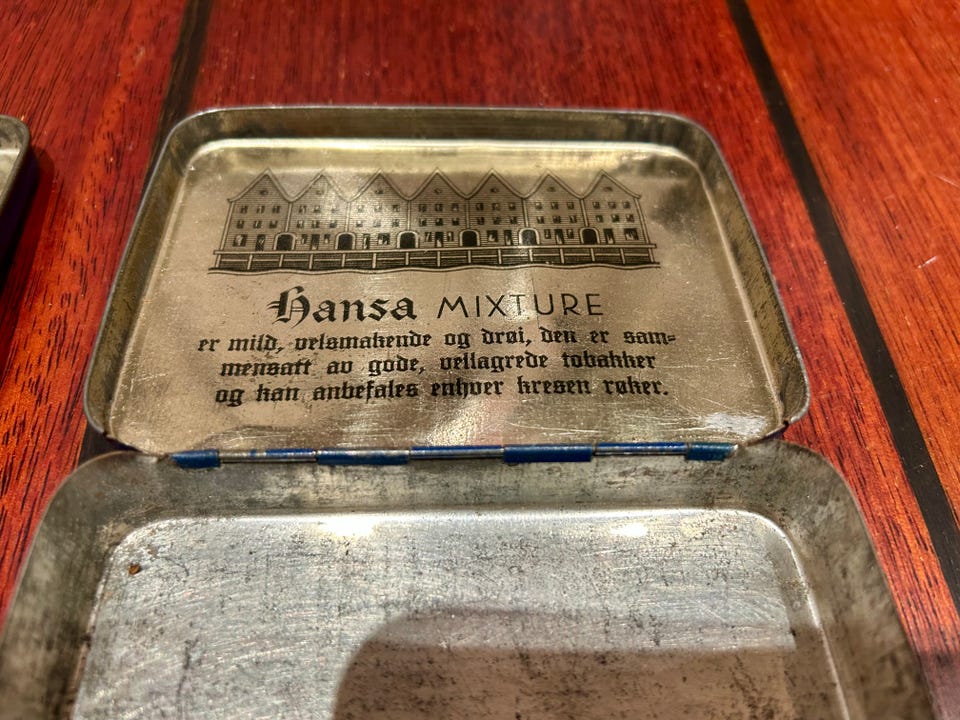 Hansa MIXTURE
er mild, velsmakende og drøi, den er sam=
mensatt av gode, vellagrede tobakker
og kan anbefales enhver kresen røker.